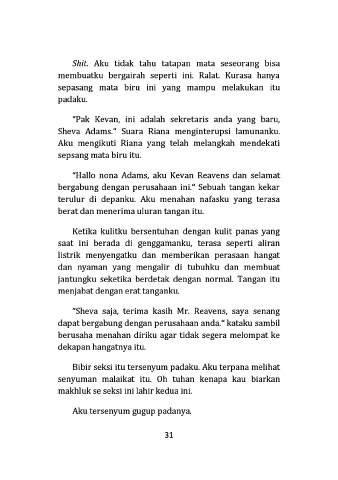 Shit. Aku tidak tahu tatapan mata seseorang bisa
membuatku bergairah seperti ini. Ralat. Kurasa hanya
sepasang mata biru ini yang mampu melakukan itu
padaku.
"Pak Kevan, ini adalah sekretaris anda yang baru,
Sheva Adams." Suara Riana menginterupsi lamunanku.
Aku mengikuti Riana yang telah melangkah mendekati
sepsang mata biru itu.
"Hallo nona Adams, aku Kevan Reavens dan selamat
bergabung dengan perusahaan ini." Sebuah tangan kekar
terulur di depanku. Aku menahan nafasku yang terasa
berat dan menerima uluran tangan itu.
Ketika kulitku bersentuhan dengan kulit panas yang
saat ini berada di genggamanku, terasa seperti aliran
listrik menyengatku dan memberikan perasaan hangat
dan nyaman yang mengalir di tubuhku dan membuat
jantungku seketika berdetak dengan normal. Tangan itu
menjabat dengan erat tanganku.
"Sheva saja, terima kasih Mr. Reavens, saya senang
dapat bergabung dengan perusahaan anda." kataku sambil
berusaha menahan diriku agar tidak segera melompat ke
dekapan hangatnya itu.
Bibir seksi itu tersenyum padaku. Aku terpana melihat
senyuman malaikat itu. Oh tuhan kenapa kau biarkan
makhluk se seksi ini lahir kedua ini.
Aku tersenyum gugup padanya.
31